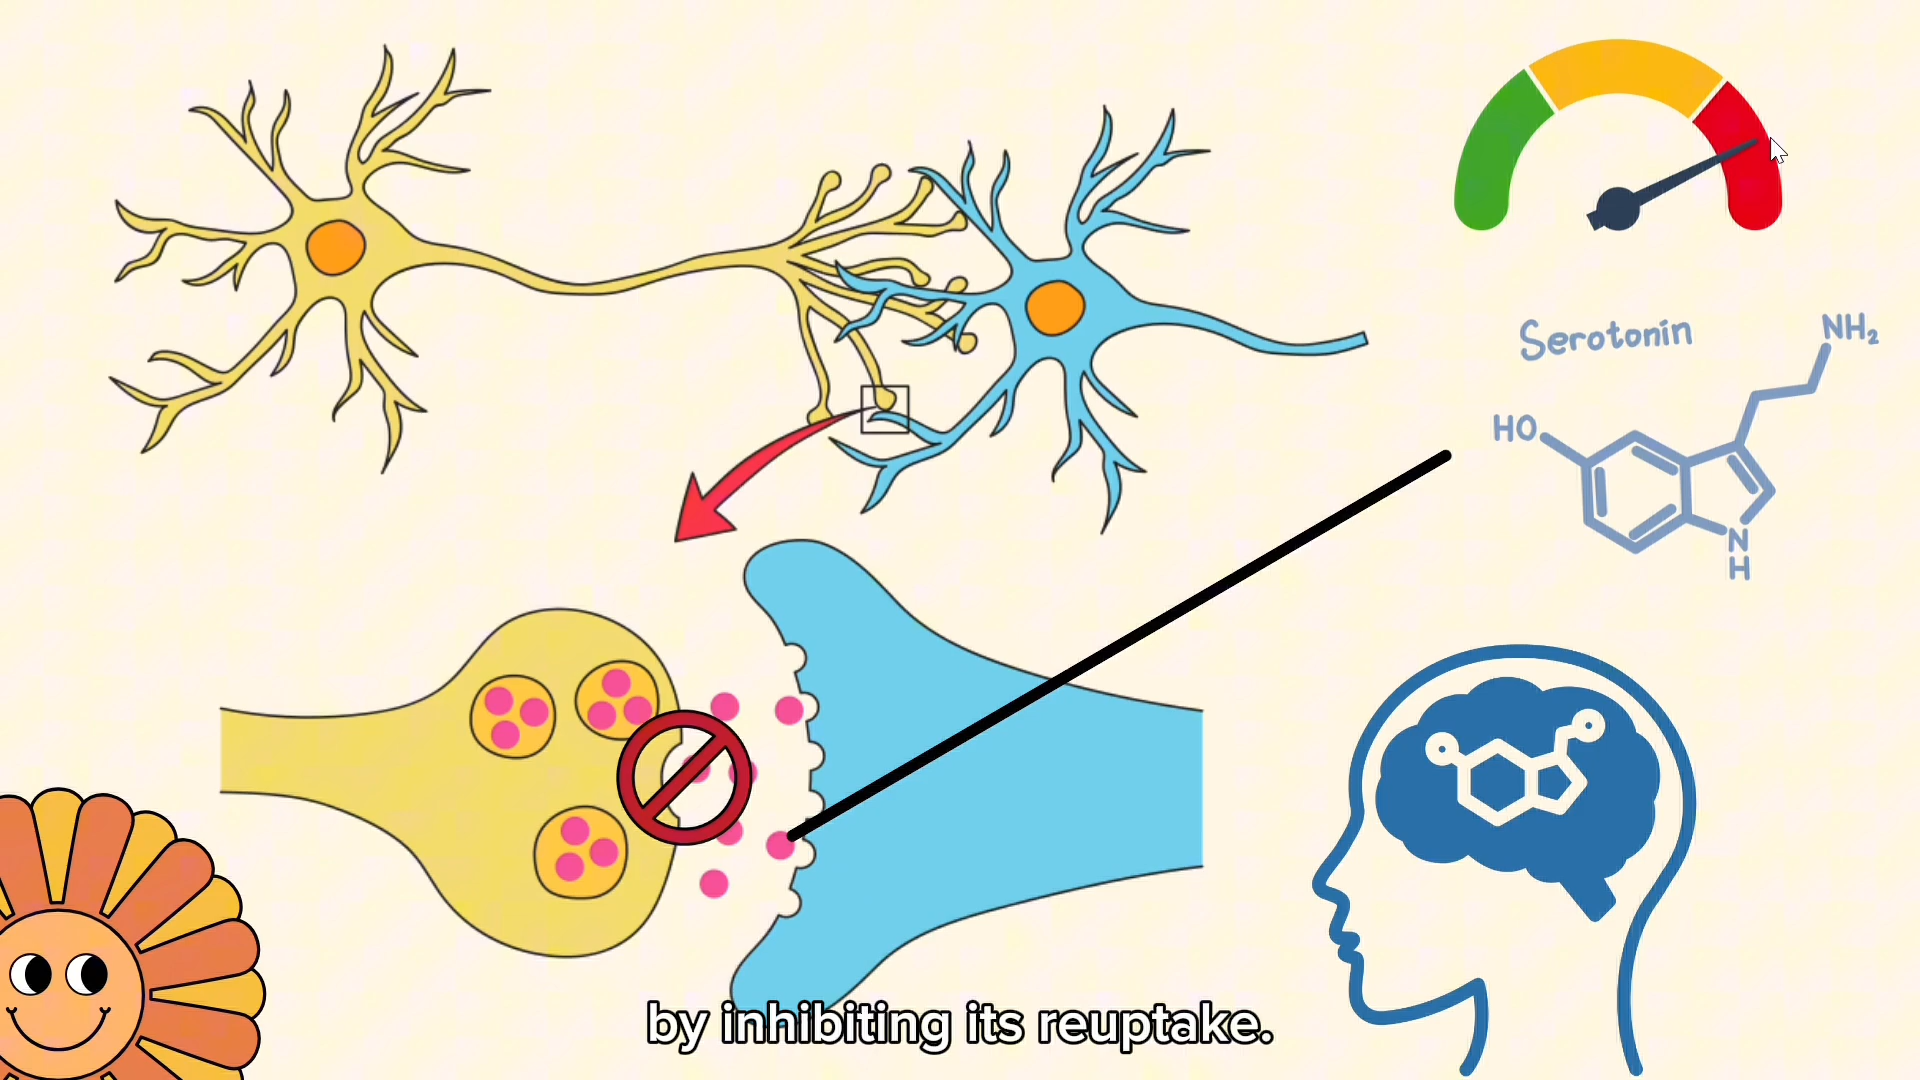 Serotonin
NH₂
HO
N
H
by inhibiting its reuptake.